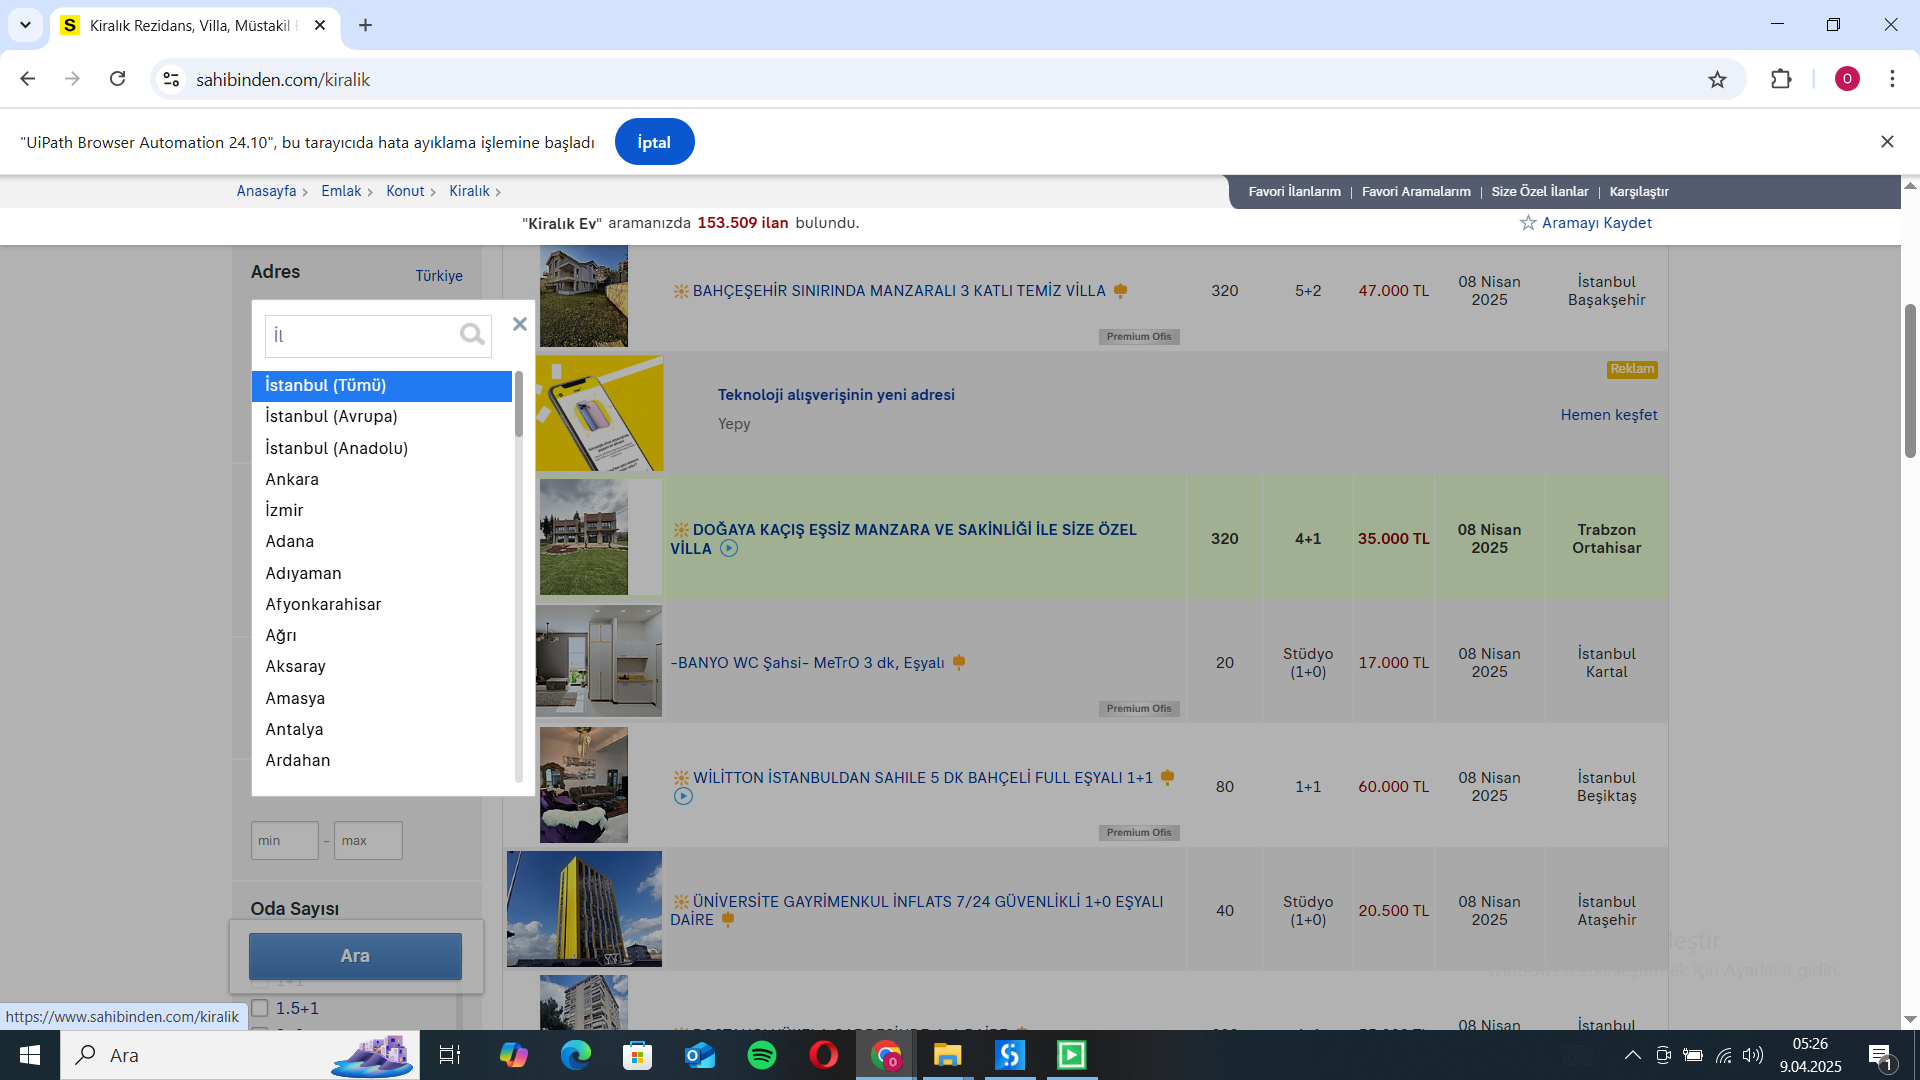 Kiralık Rezidans, Villa, Müstakil
sahibinden.com/kiralik
O
"UiPath Browser Automation 24.10", bu tarayıcıda hata ayıklama işlemine başladı
İptal
Anasayfa
Emlak
Konut
Kiralık
Favori İlanlarım | Favori Aramalarım | Size Özel İlanlar | Karşılaştır
"Kiralık Ev" aramanızda 153.509 ilan bulundu.
Aramayı Kaydet
Adres
Türkiye
İl
İstanbul (Tümü)
İstanbul (Avrupa)
İstanbul (Anadolu)
Ankara
İzmir
Adana
Adıyaman
Afyonkarahisar
Ağrı
Aksaray
Amasya
Antalya
Ardahan
min - max
Oda Sayısı
Ara
1+1
1.5+1
BAHÇEŞEHİR SINIRINDA MANZARALI 3 KATLI TEMİZ VİLLA
Premium Ofis
320
5+2
47.000 TL
08 Nisan
2025
İstanbul
Başakşehir
Teknoloji alışverişinin yeni adresi
Yepy
Reklam
Hemen keşfet
DOĞAYA KAÇIŞ EŞSİZ MANZARA VE SAKİNLİĞİ İLE SİZE ÖZEL
VİLLA
320
4+1
35.000 TL
08 Nisan
2025
Trabzon
Ortahisar
-BANYO WC Şahsi- MeTrO 3 dk, Eşyalı
Premium Ofis
20
Stüdyo
(1+0)
17.000 TL
08 Nisan
2025
İstanbul
Kartal
WİLİTTON İSTANBULDAN SAHILE 5 DK BAHÇELİ FULL EŞYALI 1+1
Premium Ofis
80
1+1
60.000 TL
08 Nisan
2025
İstanbul
Beşiktaş
ÜNİVERSİTE GAYRİMENKUL İNFLATS 7/24 GÜVENLİKLİ 1+0 EŞYALI
DAİRE
40
Stüdyo
(1+0)
20.500 TL
08 Nisan
2025
İstanbul
Ataşehir
08 Nisan
İstanbul
https://www.sahibinden.com/kiralik
Ara
05:26
9.04.2025
1